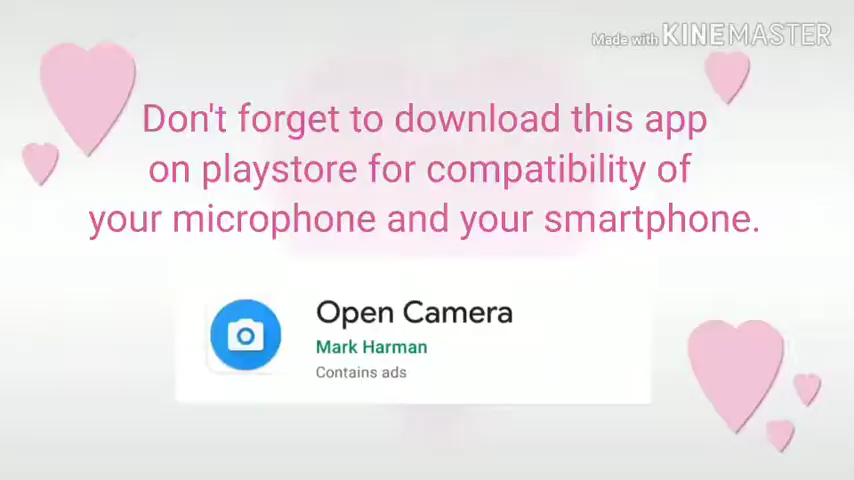 Made with KINEMASTER
Don't forget to download this app
on playstore for compatibility of
your microphone and your smartphone.
Open Camera
Mark Harman
Contains ads